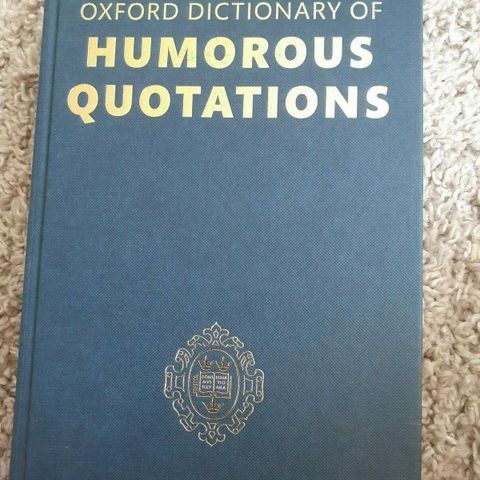 OXFORD DICTIONARY OF
HUMOROUS
QUOTATIONS